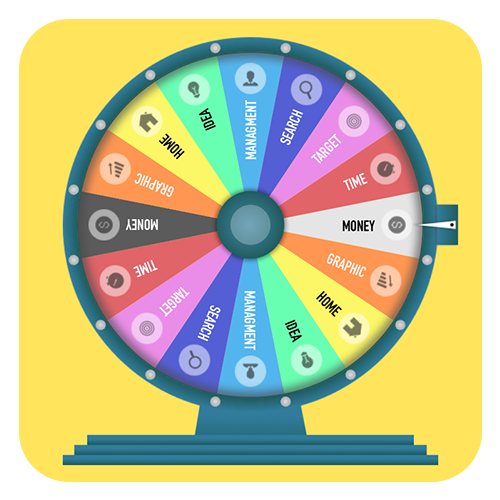 MANAGMENT
SEARCH
TARGET
TIME
MONEY
GRAPHIC
HOME
IDEA
MANAGMENT
SEARCH
TARGET
TIME
MONEY
GRAPHIC
HOME
IDEA